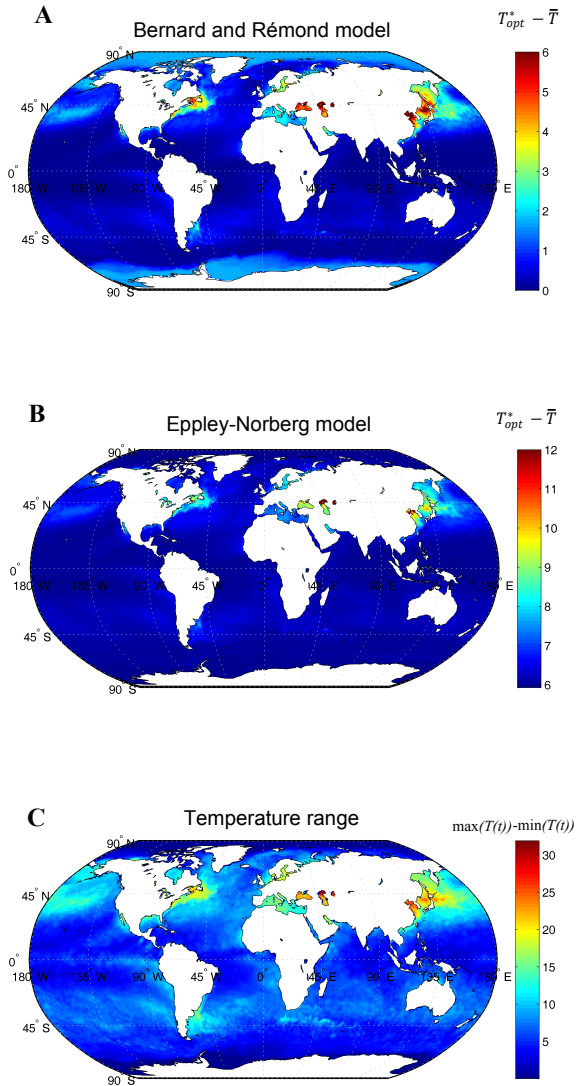 A
Bernard and Rémond model
T*opt − T̄
90° N
45° N
0°
180° W
135° W
90° W
45° W
0°
45° E
90° E
135° E
180° E
45° S
90° S
6
5
4
3
2
1
0
B
Eppley-Norberg model
T*opt − T̄
90° N
45° N
0°
180° W
135° W
90° W
45° W
0°
45° E
90° E
135° E
180° E
45° S
90° S
12
11
10
9
8
7
6
C
Temperature range
max(T(t))-min(T(t))
90° N
45° N
0°
180° W
135° W
90° W
45° W
0°
45° E
90° E
135° E
180° E
45° S
90° S
30
25
20
15
10
5